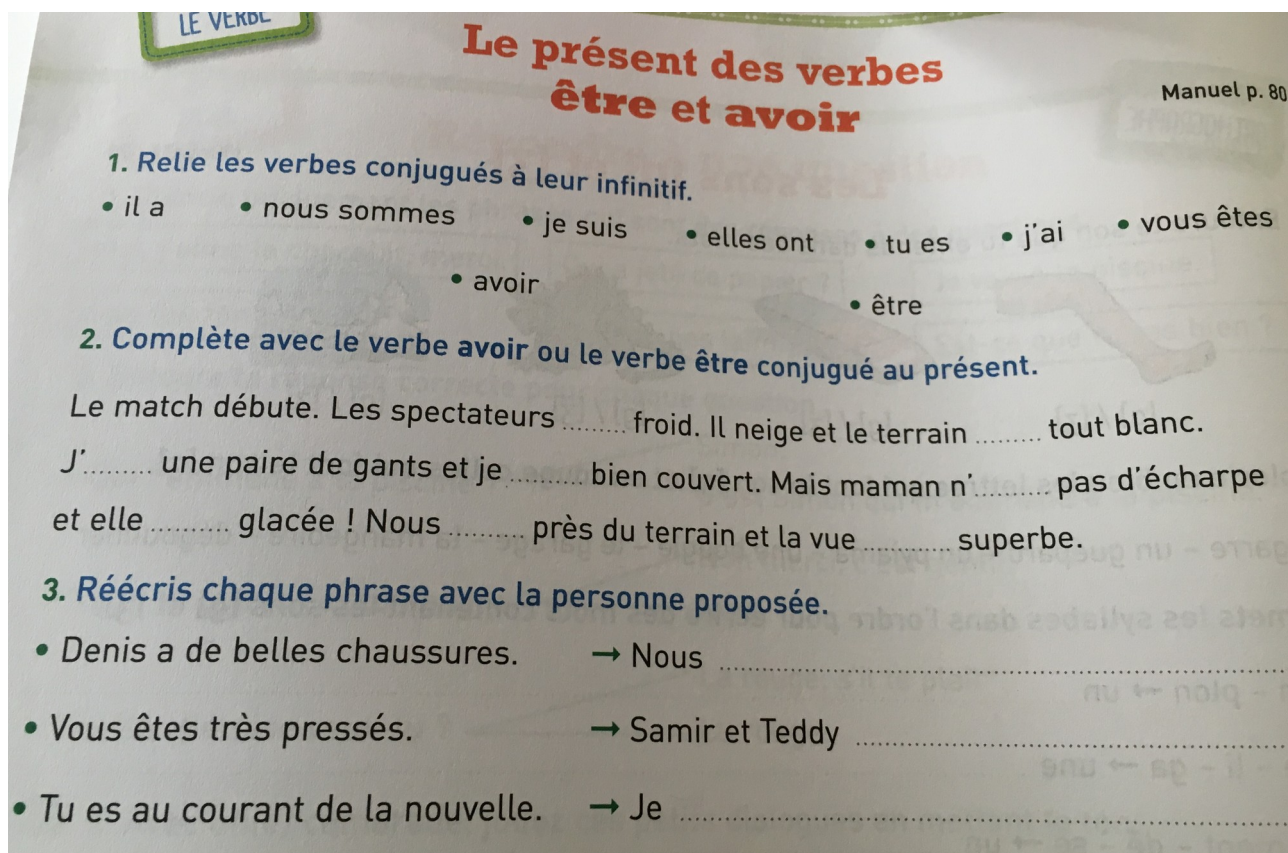 LE VERBE
Le présent des verbes
être et avoir
Manuel p. 80
1. Relie les verbes conjugués à leur infinitif.
• il a • nous sommes • je suis • elles ont • tu es • j'ai • vous êtes
• avoir • être
2. Complète avec le verbe avoir ou le verbe être conjugué au présent.
Le match débute. Les spectateurs ......... froid. Il neige et le terrain ......... tout blanc.
J'......... une paire de gants et je ......... bien couvert. Mais maman n'......... pas d'écharpe
et elle ......... glacée ! Nous ......... près du terrain et la vue ......... superbe.
3. Réécris chaque phrase avec la personne proposée.
• Denis a de belles chaussures. → Nous .........
• Vous êtes très pressés. → Samir et Teddy .........
• Tu es au courant de la nouvelle. → Je .........